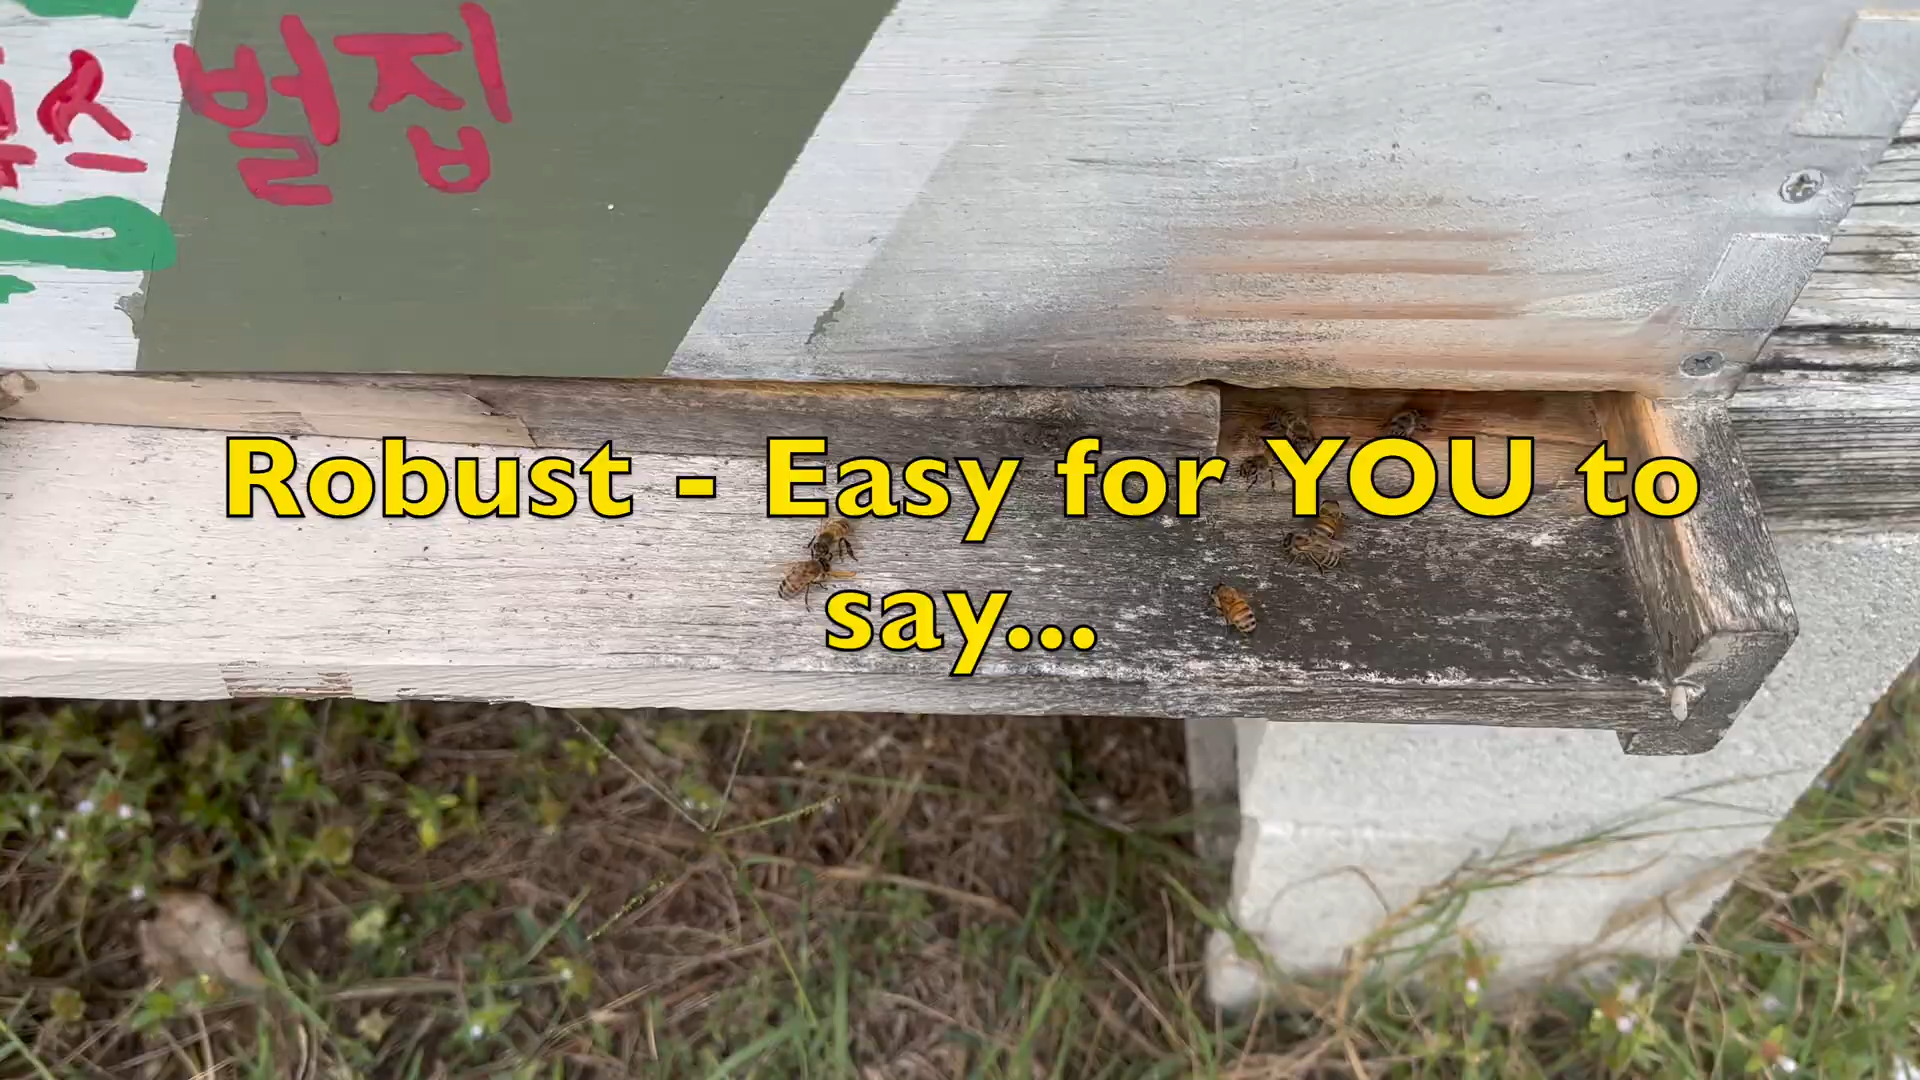 벌집
Robust - Easy for YOU to
say...